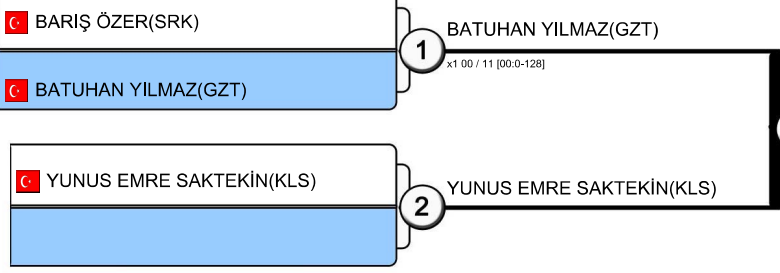 BARIŞ ÖZER(SRK)
BATUHAN YILMAZ(GZT)
1
BATUHAN YILMAZ(GZT)
x1 00 / 11 [00:0-128]
YUNUS EMRE SAKTEKİN(KLS)
2
YUNUS EMRE SAKTEKİN(KLS)